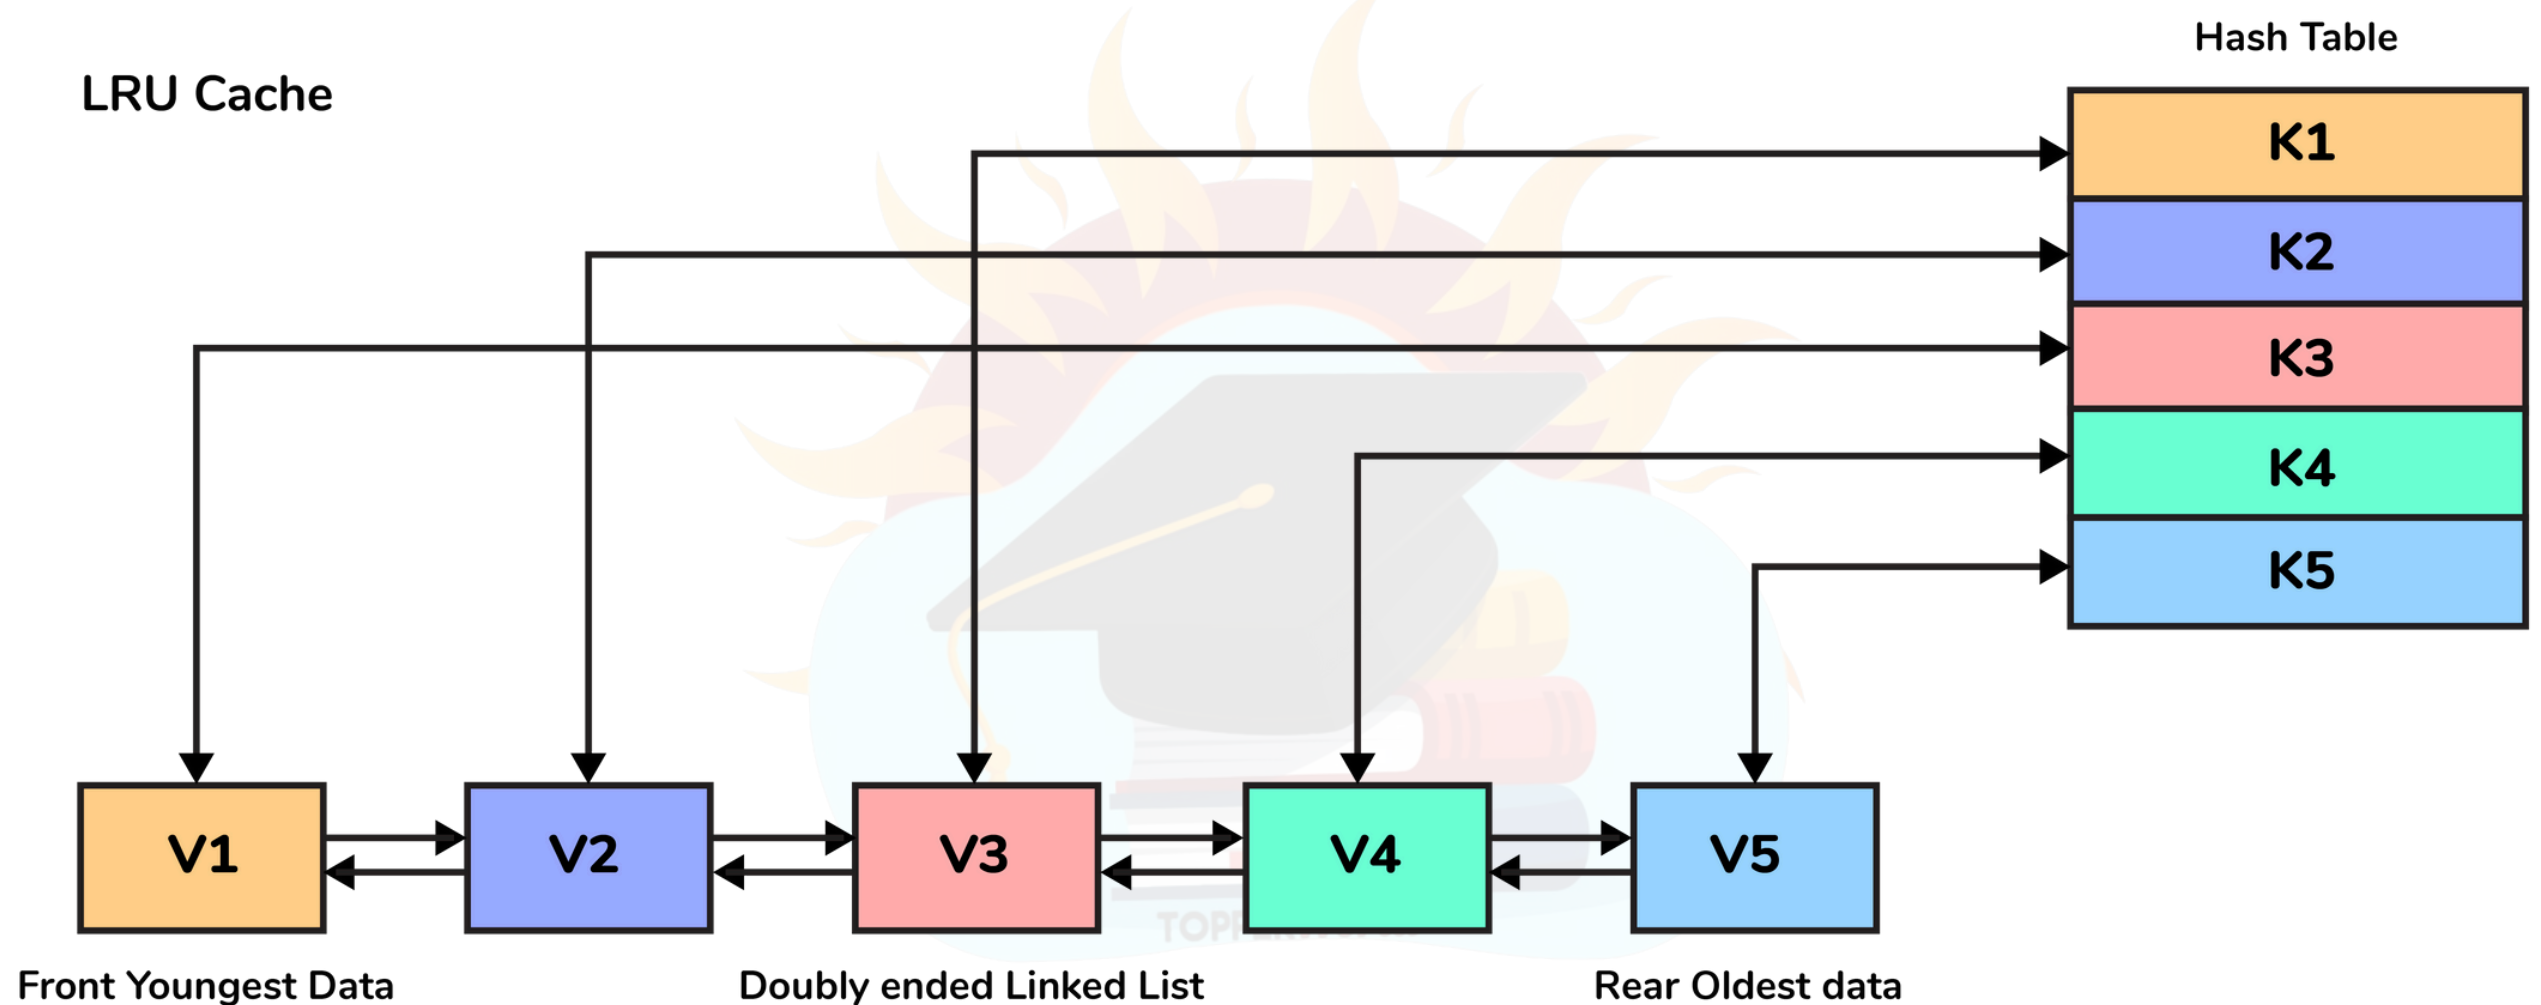 Hash Table
LRU Cache
K1
K2
K3
K4
K5
V1 V2 V3 V4 V5
Front Youngest Data Doubly ended Linked List Rear Oldest data